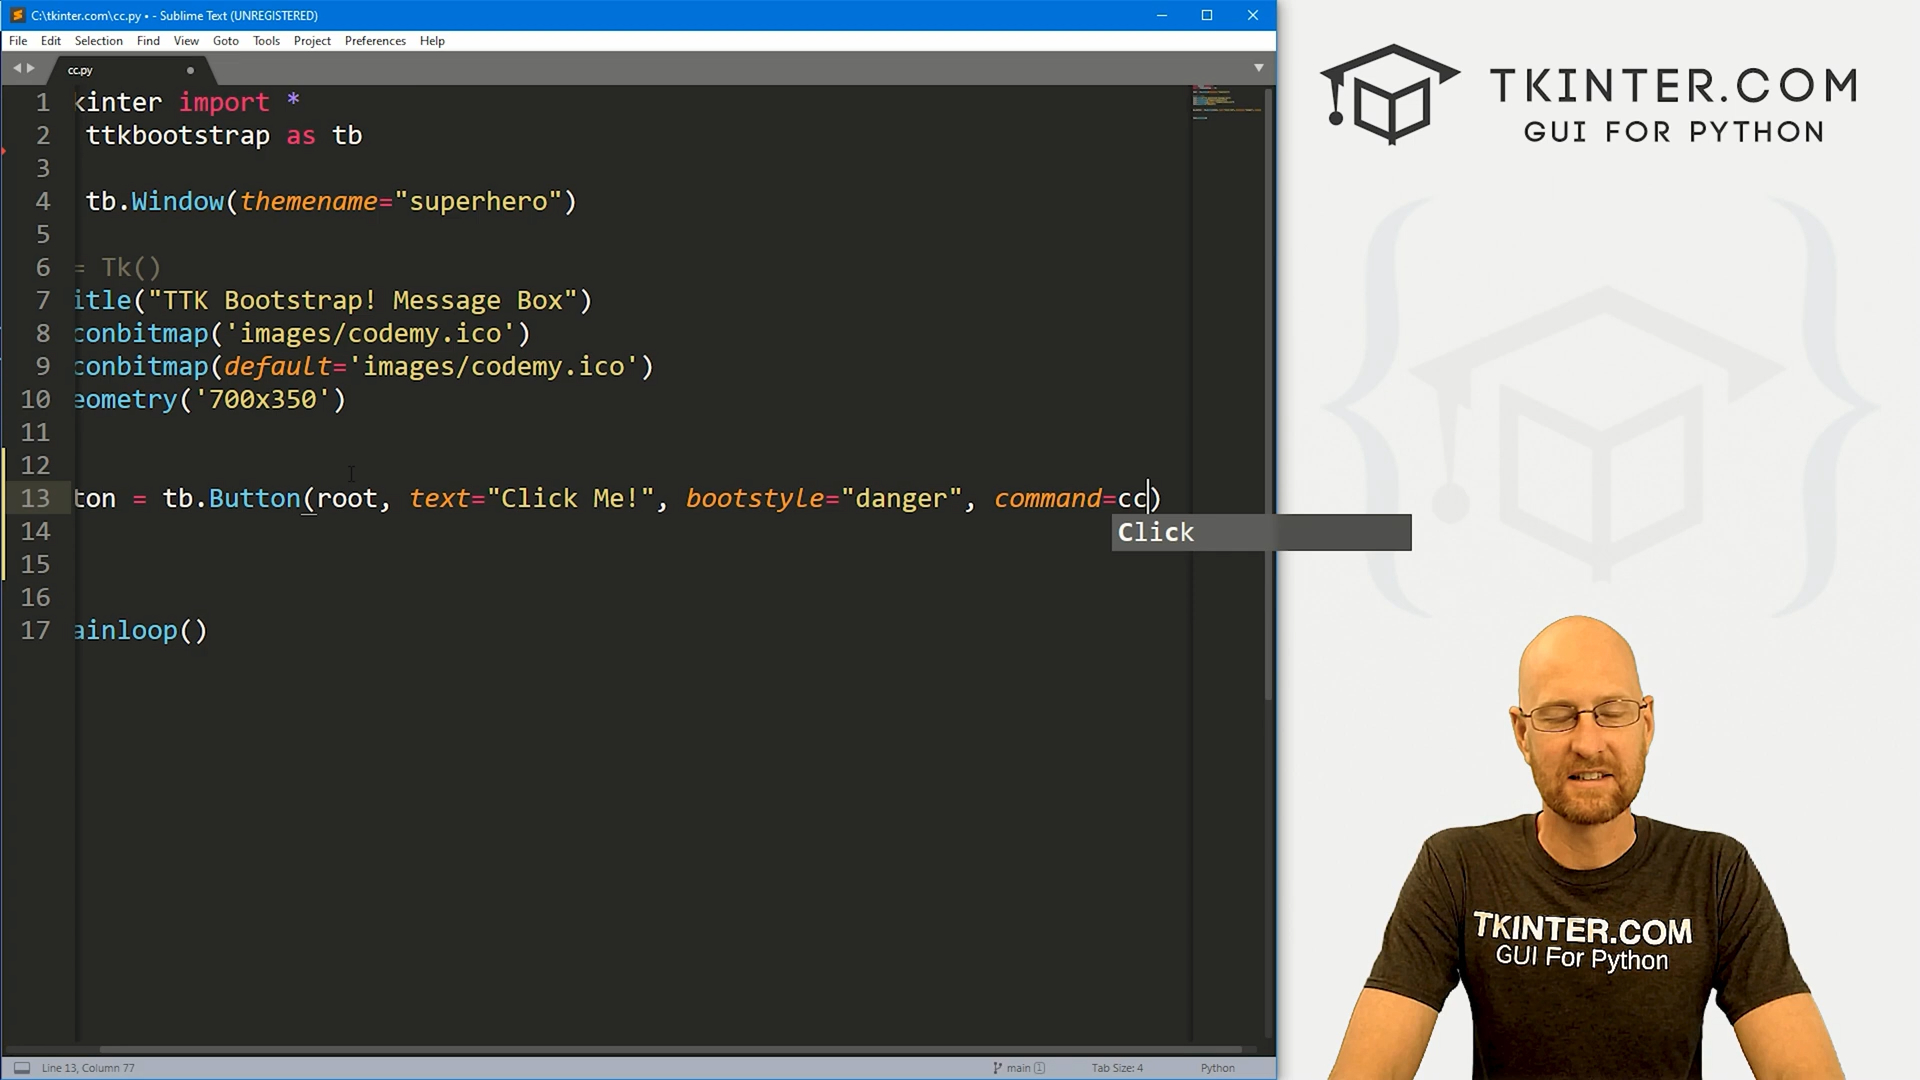 C:\tkinter.com\cc.py • - Sublime Text (UNREGISTERED)
File Edit Selection Find View Goto Tools Project Preferences Help
cc.py
1 kinter import *
2 ttkbootstrap as tb
3
4 tb.Window(themename="superhero")
5
6 = Tk()
7 itle("TTK Bootstrap! Message Box")
8 conbitmap('images/codemy.ico')
9 conbitmap(default='images/codemy.ico')
10 eometry('700x350')
11
12
13 ton = tb.Button(root, text="Click Me!", bootstyle="danger", command=cc)
Click
14
15
16
17 ainloop()
Line 13, Column 77 main 1 Tab Size: 4 Python
TKINTER.COM
GUI FOR PYTHON
TKINTER.COM
GUI For Python